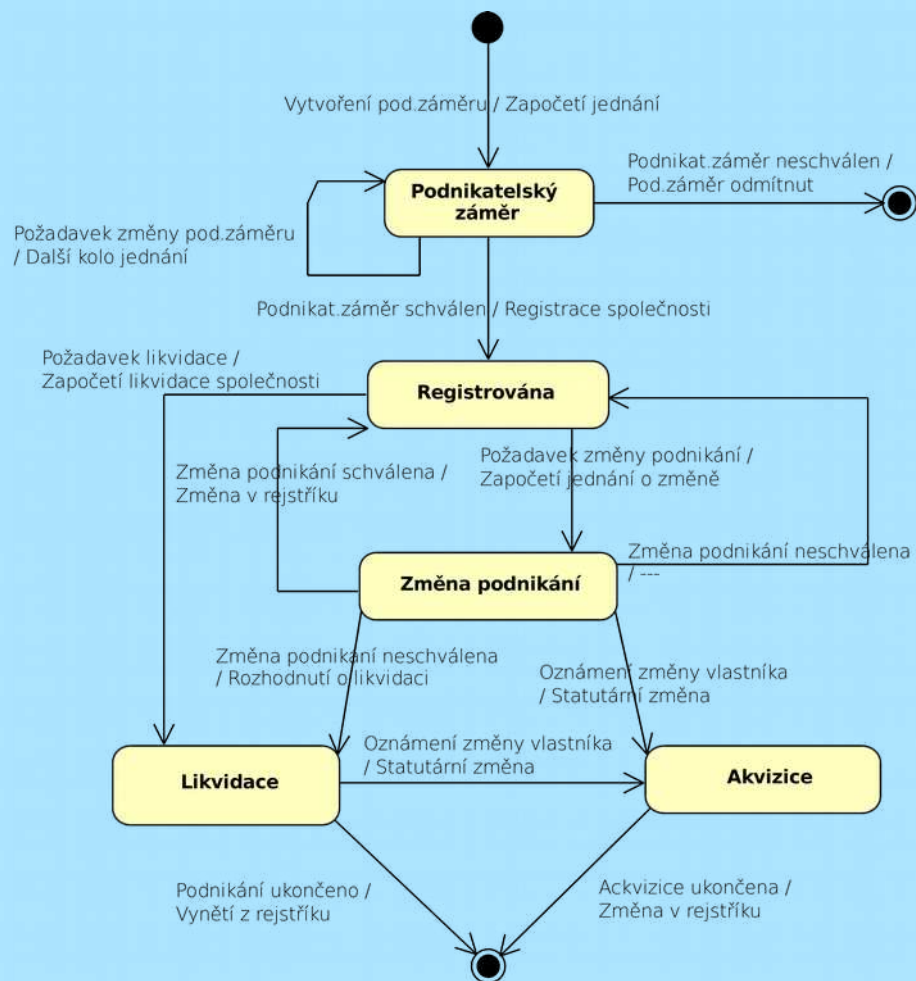 Vytvoření pod.záměru / Započetí jednání
Podnikat.záměr neschválen /
Pod.záměr odmítnut
Podnikatelský
záměr
Požadavek změny pod.záměru
/ Další kolo jednání
Podnikat.záměr schválen / Registrace společnosti
Požadavek likvidace /
Započetí likvidace společnosti
Registrována
Změna podnikání schválena /
Změna v rejstříku
Požadavek změny podnikání /
Započetí jednání o změně
Změna podnikání neschválena
/ ---
Změna podnikání
Změna podnikání neschválena
/ Rozhodnutí o likvidaci
Oznámení změny vlastníka
/ Statutární změna
Oznámení změny vlastníka
/ Statutární změna
Likvidace
Akvizice
Podnikání ukončeno /
Vynětí z rejstříku
Ackvizice ukončena /
Změna v rejstříku